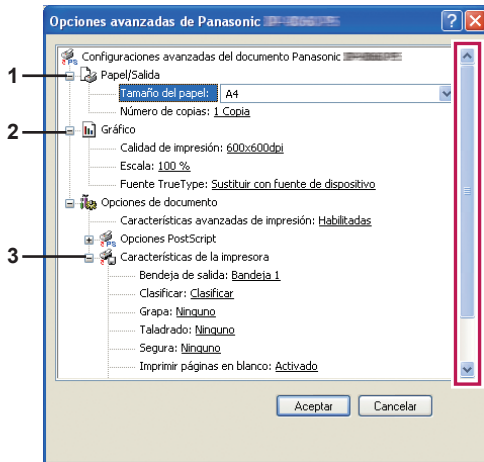 Opciones avanzadas de Panasonic
Configuraciones avanzadas del documento Panasonic
1
Papel/Salida
Tamaño del papel: A4
Número de copias: 1 Copia
2
Gráfico
Calidad de impresión: 600x600dpi
Escala: 100 %
Fuente TrueType: Sustituir con fuente de dispositivo
Opciones de documento
Características avanzadas de impresión: Habilitadas
Opciones PostScript
3
Características de la impresora
Bendeja de salida: Bandeja 1
Clasificar: Clasificar
Grapa: Ninguno
Taladrado: Ninguno
Segura: Ninguno
Imprimir páginas en blanco: Activado
Aceptar Cancelar